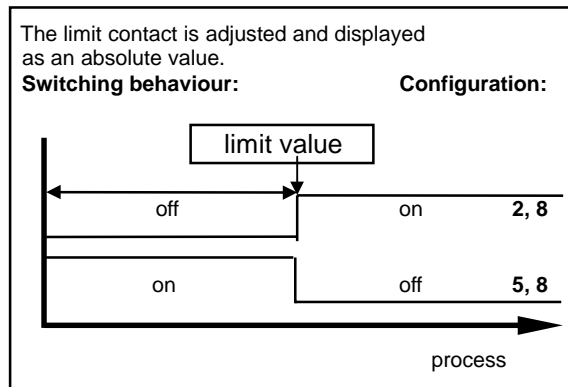 The limit contact is adjusted and displayed
as an absolute value.
Switching behaviour: Configuration:
limit value
off on 2, 8
on off 5, 8
process